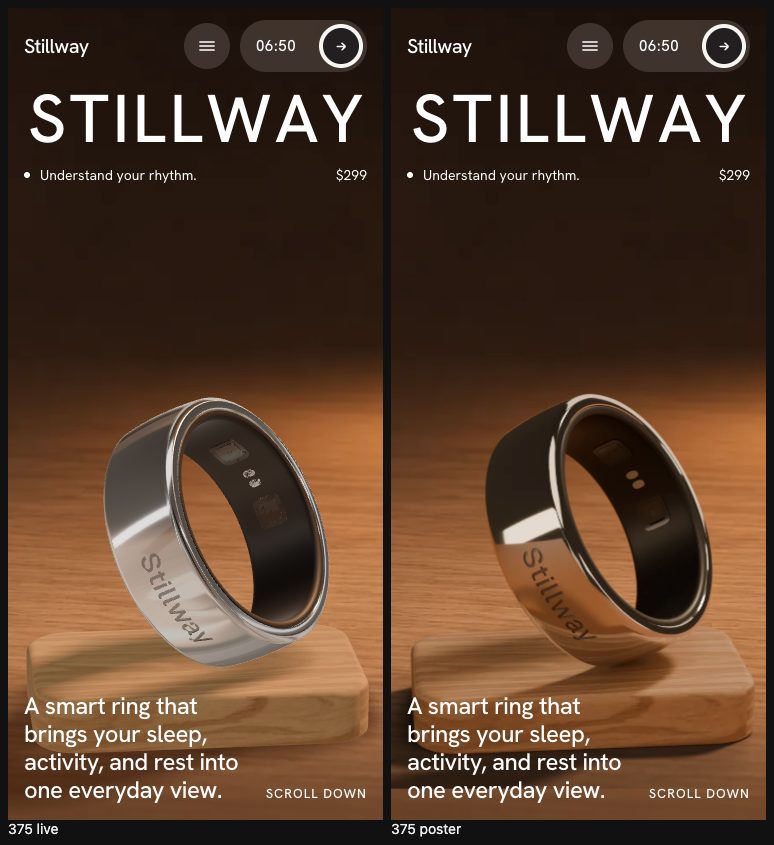 Stillway
06:50
STILLWAY
Understand your rhythm.
$299
Stillway
A smart ring that
brings your sleep,
activity, and rest into
one everyday view.
SCROLL DOWN
375 live
Stillway
06:50
STILLWAY
Understand your rhythm.
$299
Stillway
A smart ring that
brings your sleep,
activity, and rest into
one everyday view.
SCROLL DOWN
375 poster